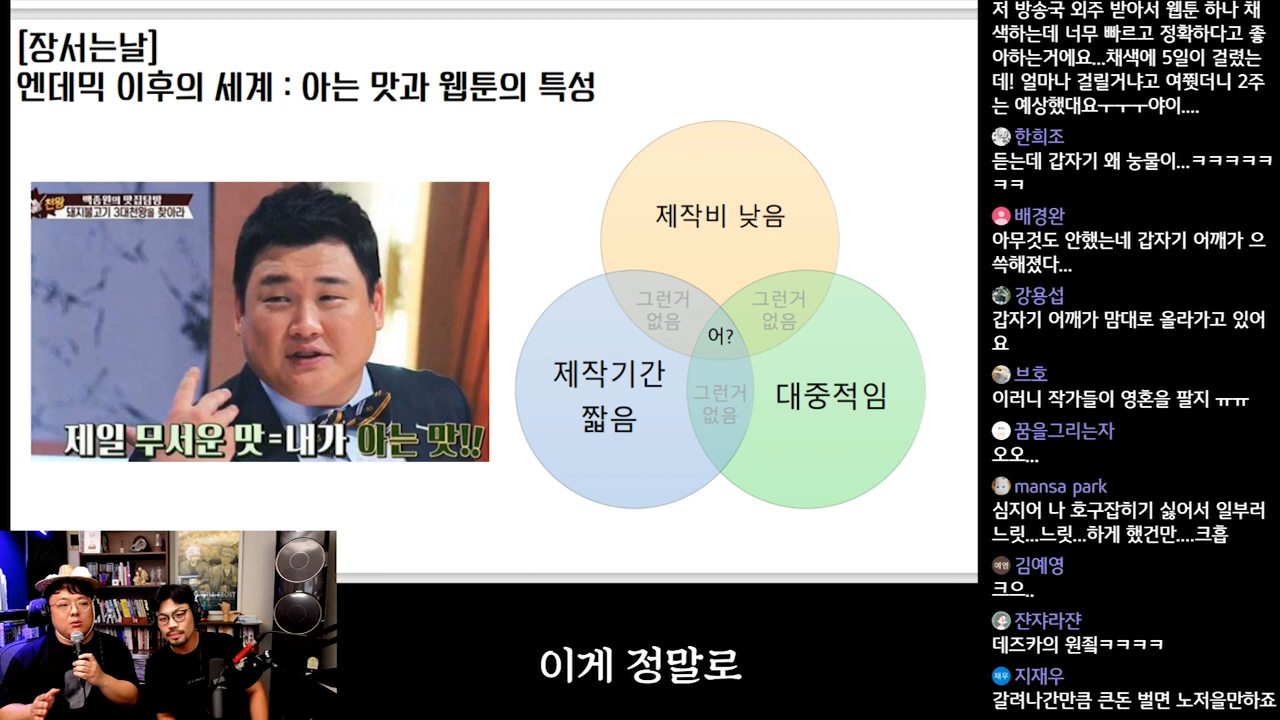 [장서는날]
엔데믹 이후의 세계 : 아는 맛과 웹툰의 특성
천왕
백종원의 맛집탐방
돼지불고기 3대천왕을 찾아라
제일 무서운 맛=내가 아는 맛!!
제작비 낮음
그런거
없음
그런거
없음
어?
제작기간
짧음
그런거
없음
대중적임
이게 정말로
저 방송국 외주 받아서 웹툰 하나 채
색하는데 너무 빠르고 정확하다고 좋
아하는거에요...채색에 5일이 걸렸는
데! 얼마나 걸릴거냐고 여쭸더니 2주
는 예상했대요ㅜㅜㅜ야이....
한희조
듣는데 갑자기 왜 눙물이...ㅋㅋㅋㅋㅋ
ㅋㅋ
배경완
아무것도 안했는네 갑자기 어깨가 으
쓱해졌다...
강용섭
갑자기 어깨가 맘대로 올라가고 있어
요
브호
이러니 작가들이 영혼을 팔지 ㅠㅠ
꿈을그리는자
오오...
mansa park
심지어 나 호구잡히기 싫어서 일부러
느릿...느릿...하게 했건만....크흡
예영
김예영
크으..
쟌쟈라쟌
데즈카의 원죜ㅋㅋㅋㅋ
재우
지재우
갈려나간만큼 큰돈 벌면 노저을만하죠